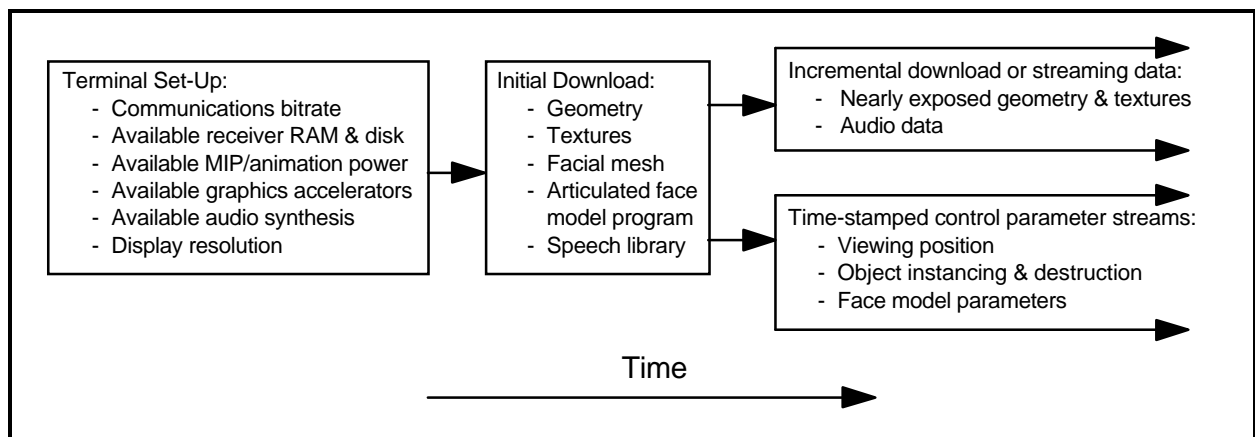 Terminal Set-Up:
- Communications bitrate
- Available receiver RAM & disk
- Available MIP/animation power
- Available graphics accelerators
- Available audio synthesis
- Display resolution
Initial Download:
- Geometry
- Textures
- Facial mesh
- Articulated face
model program
- Speech library
Incremental download or streaming data:
- Nearly exposed geometry & textures
- Audio data
Time-stamped control parameter streams:
- Viewing position
- Object instancing & destruction
- Face model parameters
Time